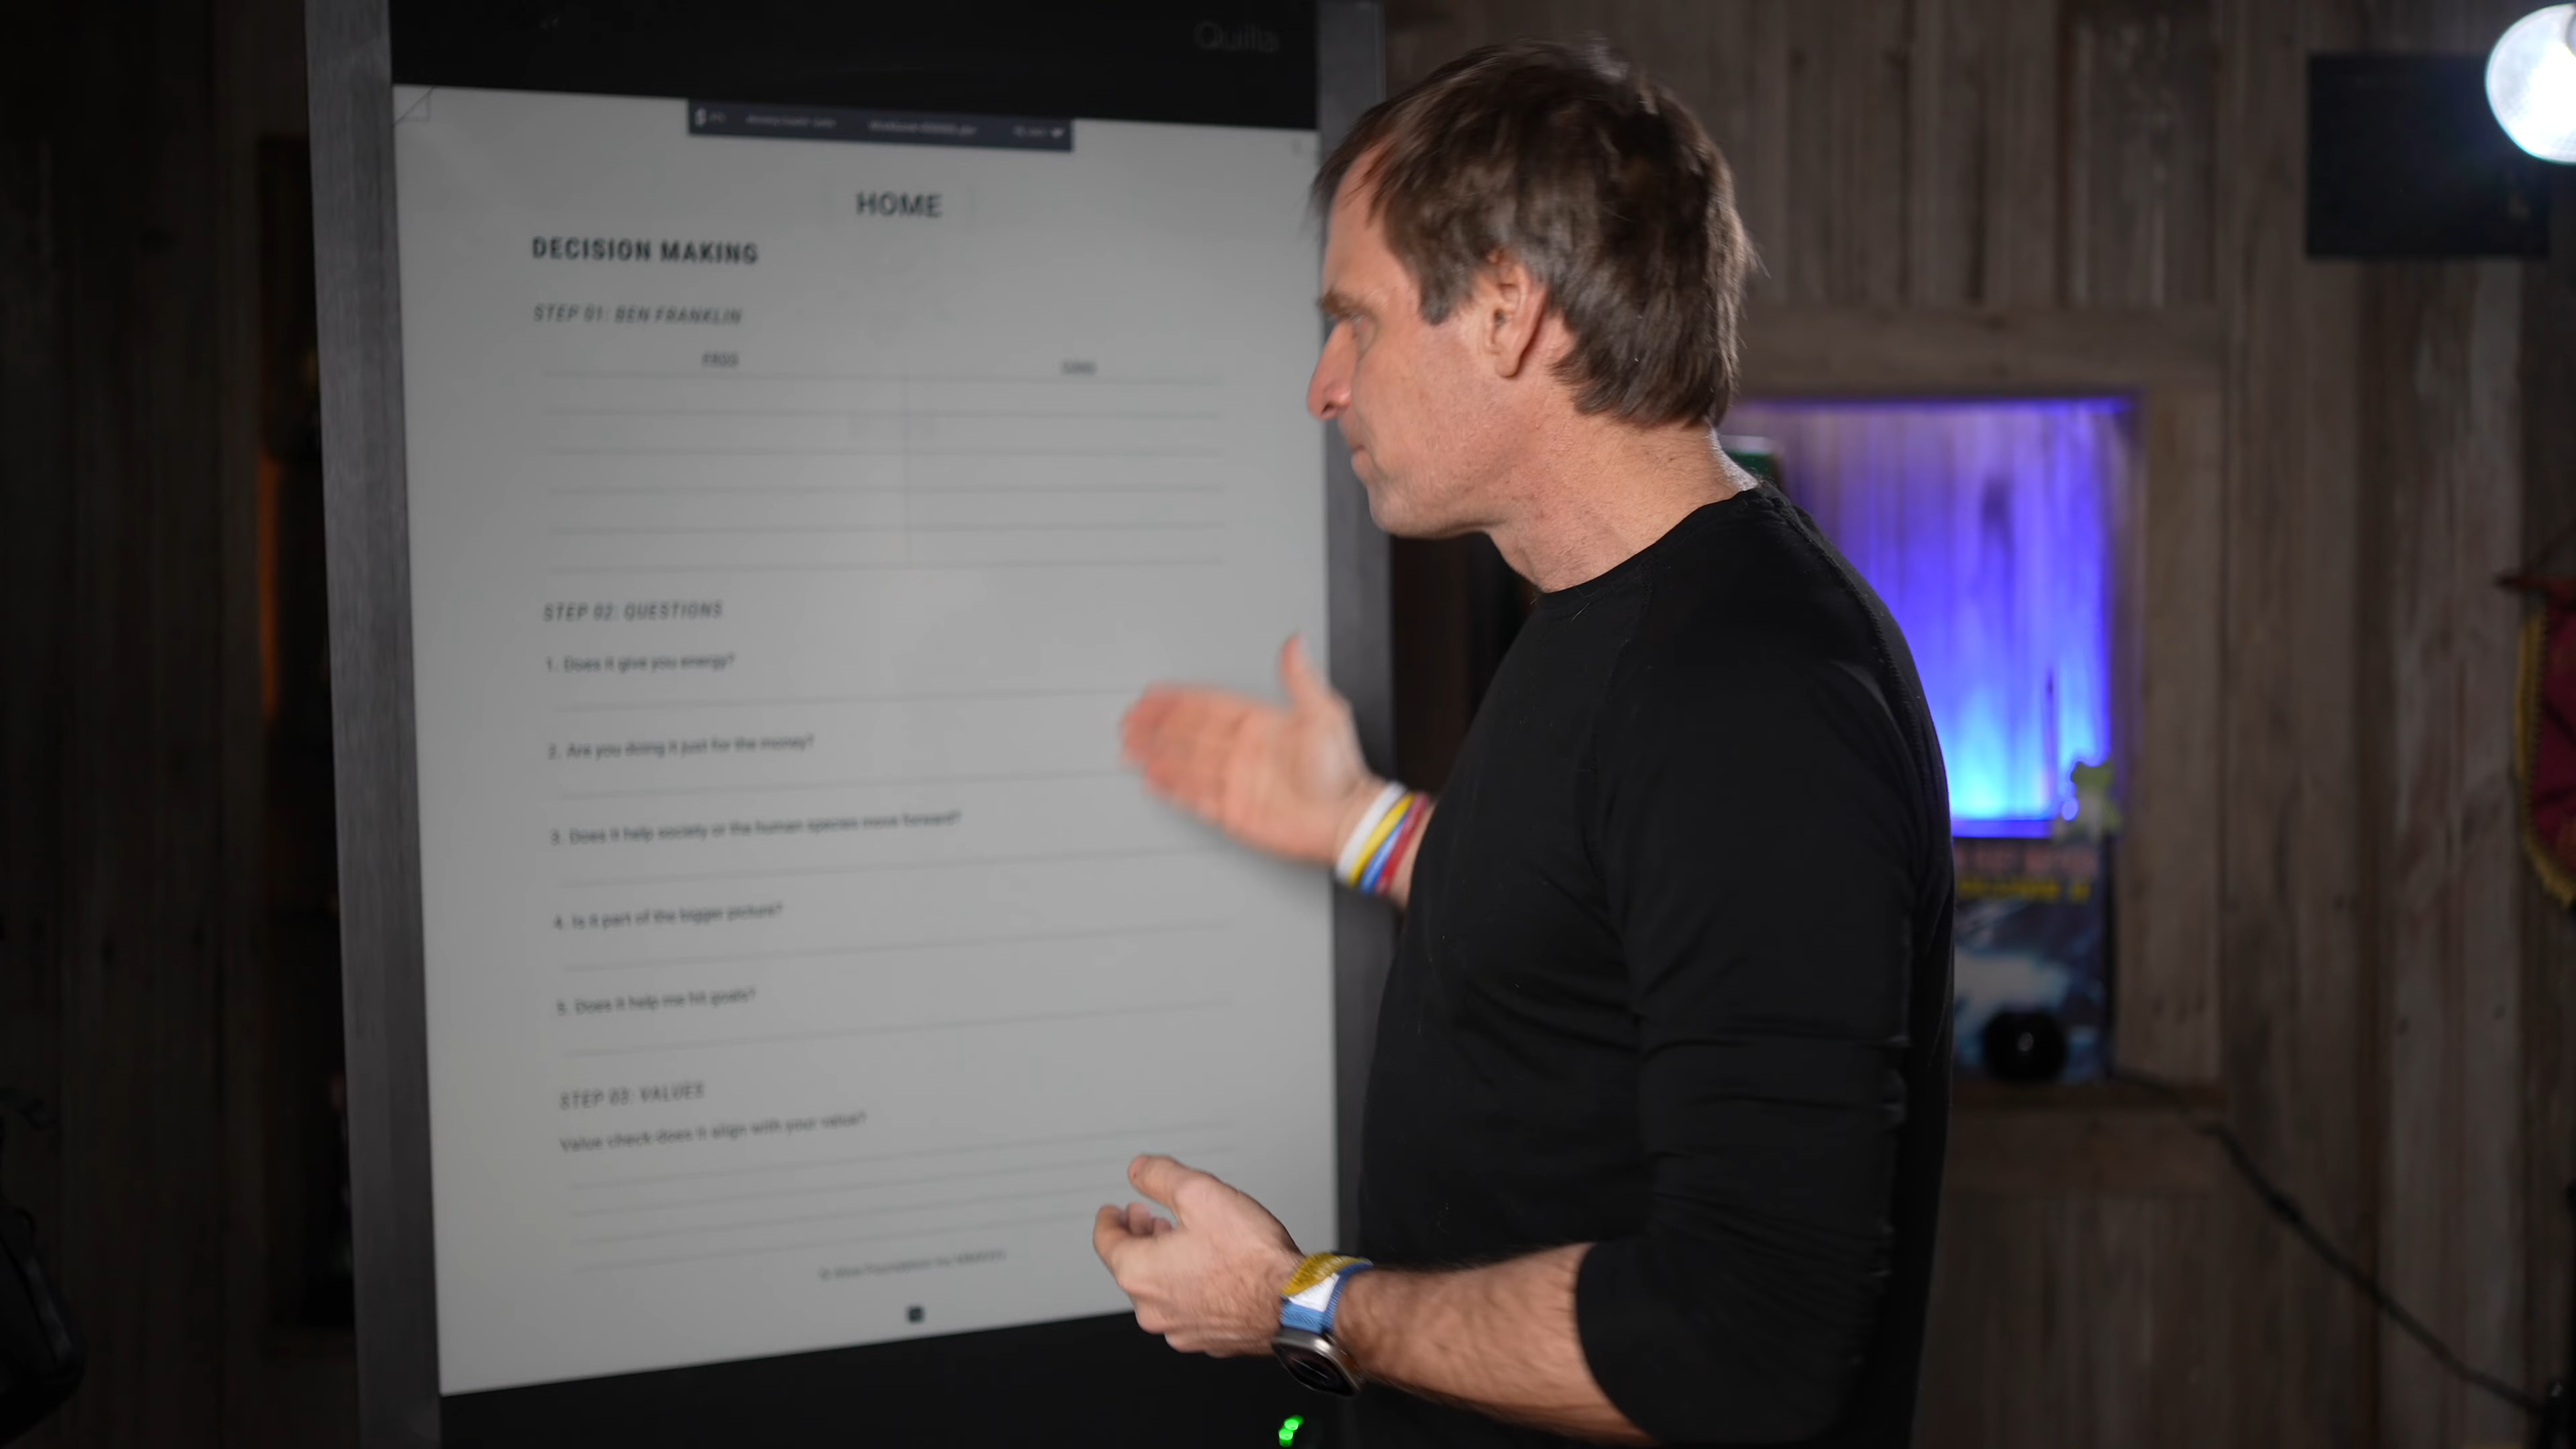 Quilla
HOME
DECISION MAKING
STEP 01: BEN FRANKLIN
PROS CONS
STEP 02: QUESTIONS
1. Does it give you energy?
2. Are you doing it just for the money?
3. Does it help society or the human species move forward?
4. Is it part of the bigger picture?
5. Does it help me hit goals?
STEP 03: VALUES
Value check-does it align with your value?